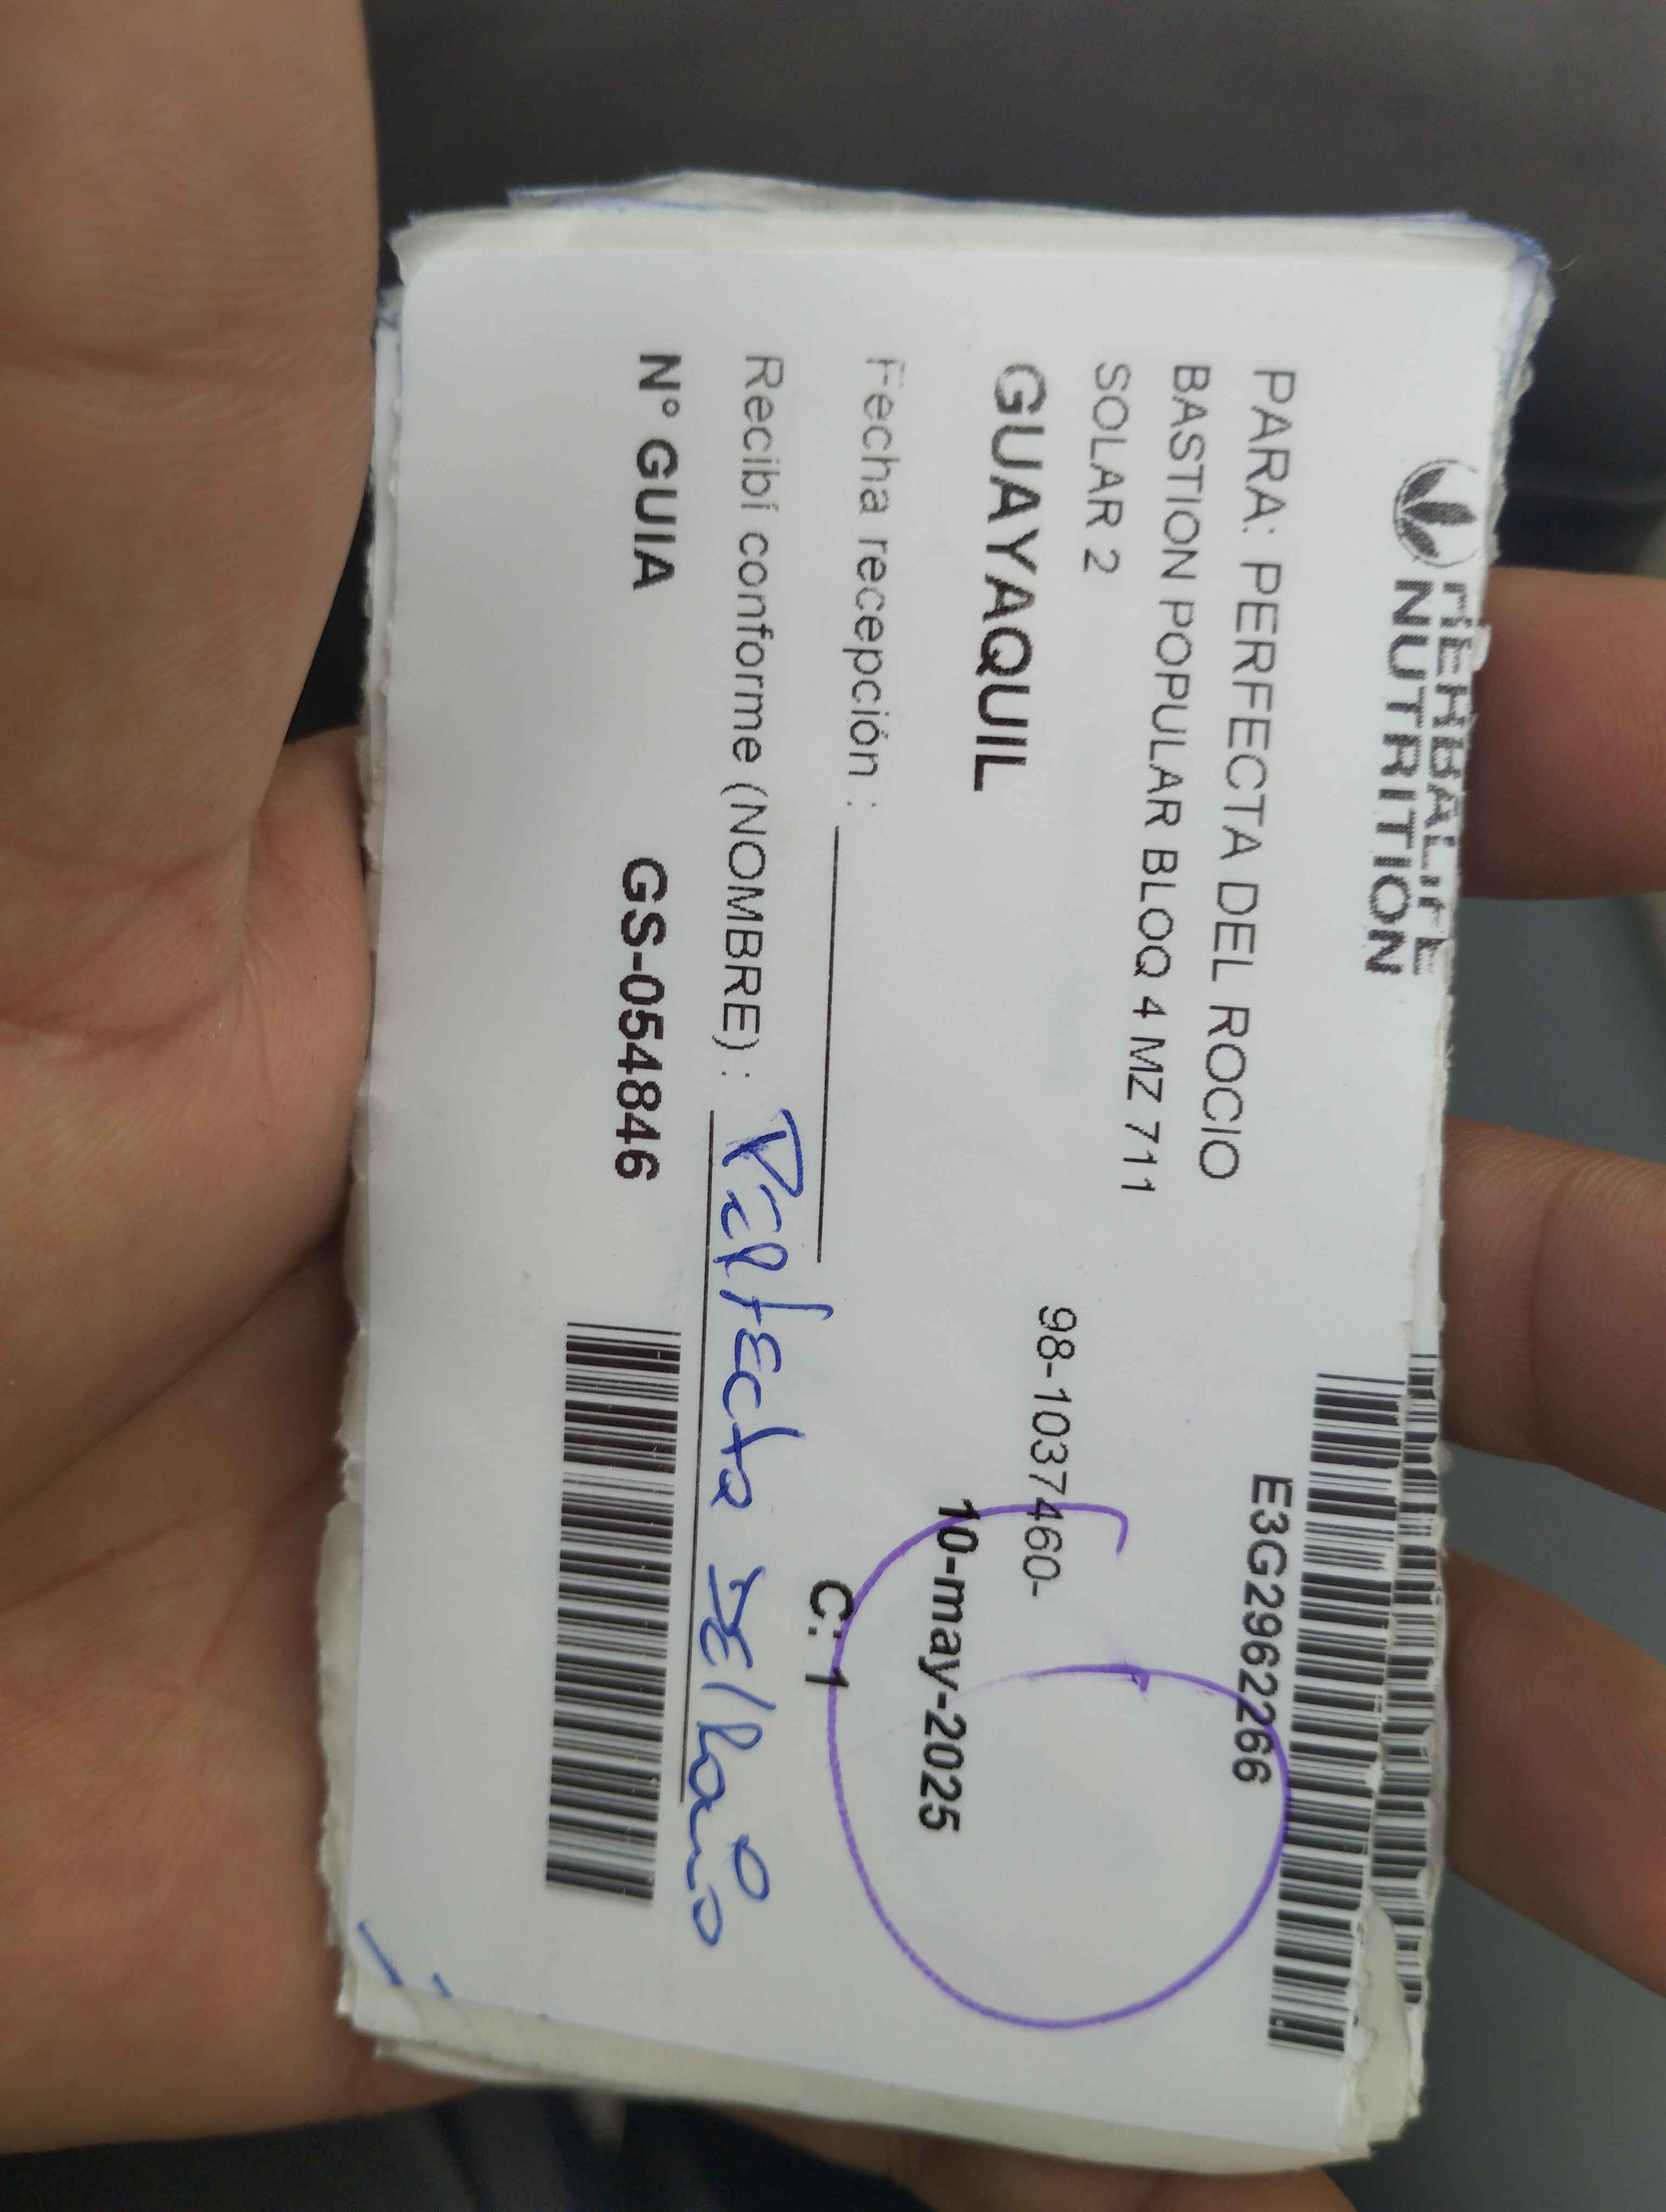 HERBALIFE
NUTRITION
E3G2962266
PARA: PERFECTA DEL ROCIO
BASTION POPULAR BLOQ 4 MZ 711
SOLAR 2
98-1037460-
GUAYAQUIL
10-may-2025
Fecha recepción :
C: 1
Recibí conforme (NOMBRE) : Perfecta del Rocio
N° GUIA GS-054846